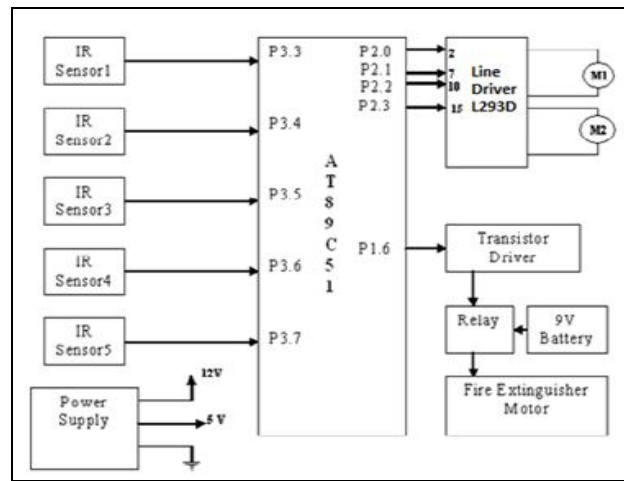 IR
Sensor1
IR
Sensor2
IR
Sensor3
IR
Sensor4
IR
Sensor5
Power
Supply
12V
5 V
P3.3
P3.4
P3.5
P3.6
P3.7
A
T
8
9
C
5
1
P2.0
P2.1
P2.2
P2.3
P1.6
2
7
10
15
Line
Driver
L293D
M1
M2
Transistor
Driver
Relay
9V
Battery
Fire Extinguisher
Motor